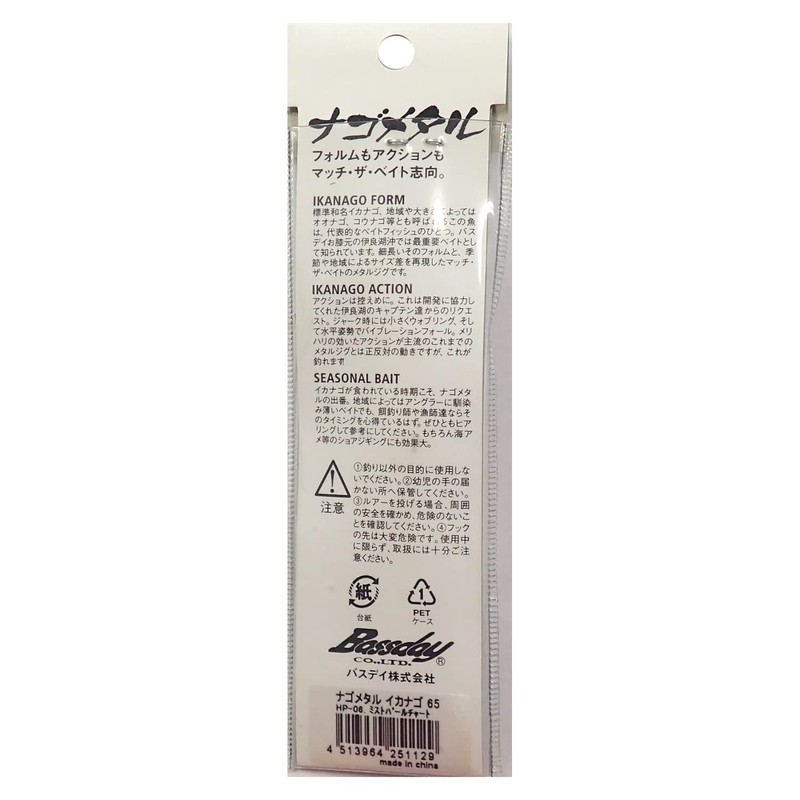 ナゴメタル
フォルムもアクションも
マッチ・ザ・ベイト志向。
IKANAGO FORM
標準和名イカナゴ、地域や大きさによっては
オオナゴ、コウナゴ等とも呼ばれるこの魚
は、代表的なベイトフィッシュのひとつ。バス
デイお膝元の伊良湖沖では最重要ベイトとし
て知られています。細長いそのフォルムと、季
節や地域によるサイズ差を再現したマッチ・
ザ・ベイトのメタルジグです。
IKANAGO ACTION
アクションは控えめに。これは開発に協力し
てくれた伊良湖のキャプテン達からのリクエ
スト。ジャーク時には小さくウォブリング、そし
て水平姿勢でバイブレーションフォール。メリ
ハリの効いたアクションが主流のこれまでの
メタルジグとは正反対の動きですが、これが
釣れます
SEASONAL BAIT
イカナゴが食われている時期こそ、ナゴメタ
ルの出番。地域によってはアングラーに馴染
み薄いベイトでも、餌釣り師や漁師達ならそ
のタイミングを心得ているはず。ぜひともヒア
リングして参考にしてください。もちろん海ア
メ等のショアジギングにも効果大。
注意
①釣り以外の目的に使用しな
いでください。②幼児の手の届
かない所へ保管してください。
③ルアーを投げる場合、周囲
の安全を確かめ、危険のないこ
とを確認してください。④フック
の先は大変危険です。使用中
に限らず、取扱には十分ご注
意ください。
紙
台紙
1
PET
ケース
Bassday
CO.,LTD. ®
バスデイ株式会社
ナゴメタル イカナゴ 65
HP-06. ミストパールチャート
4 513964 251129
made in china